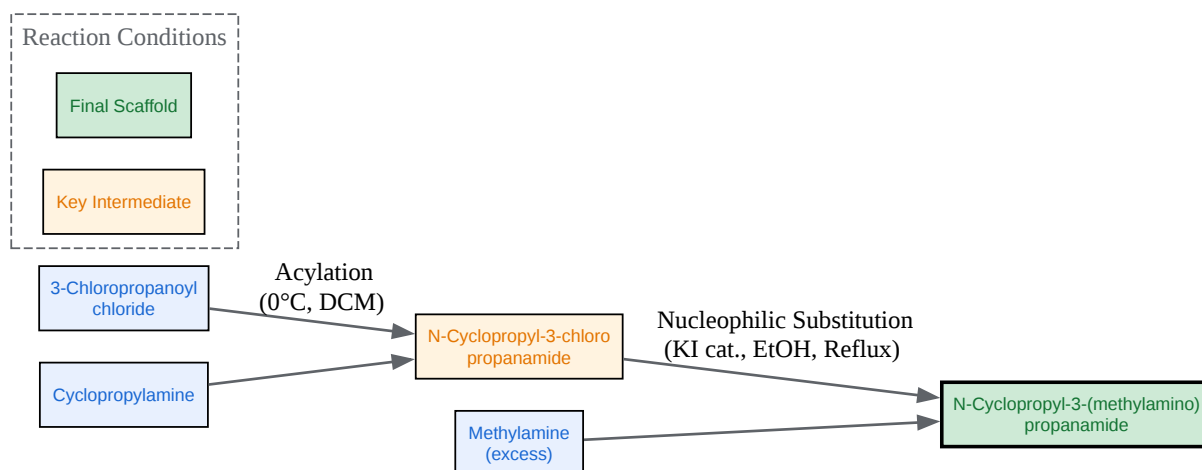 Reaction Conditions
Final Scaffold
Key Intermediate
3-Chloropropanoyl
chloride
Acylation
(0°C, DCM)
Cyclopropylamine
N-Cyclopropyl-3-chloro
propanamide
Nucleophilic Substitution
(KI cat., EtOH, Reflux)
Methylamine
(excess)
N-Cyclopropyl-3-(methylamino)
propanamide